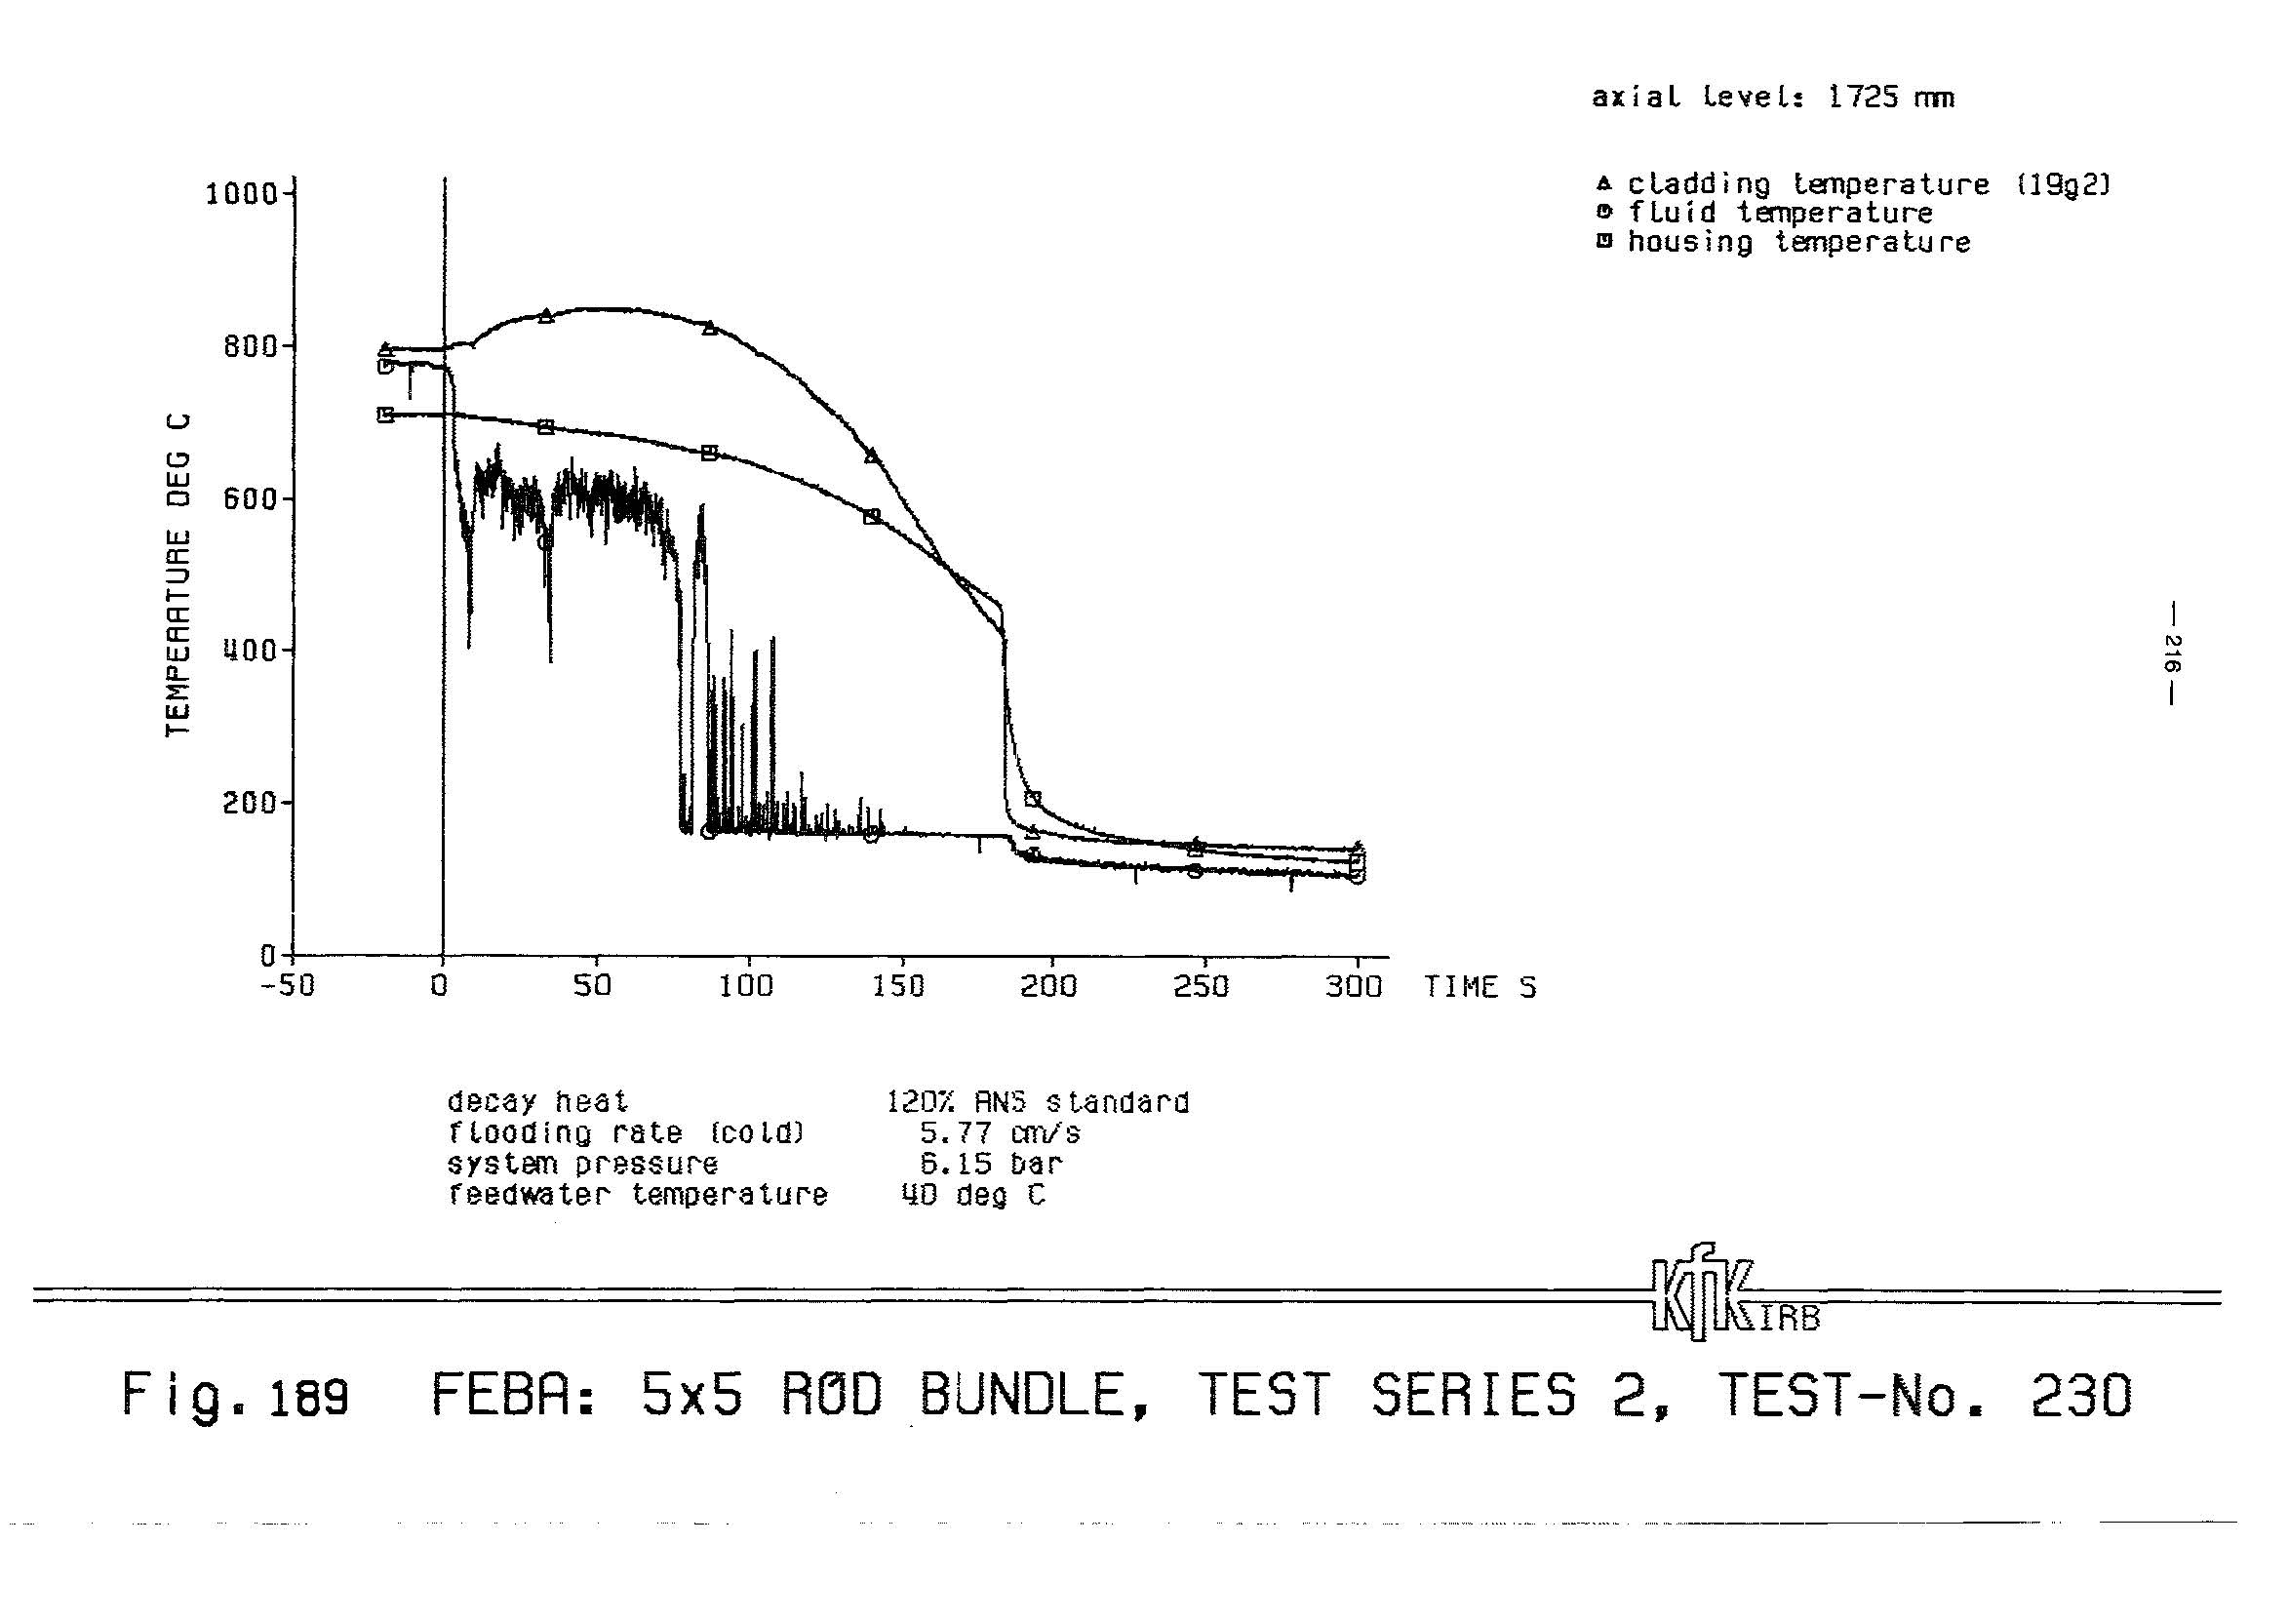 axial level: 1725 mm
cladding temperature (19g2)
fluid temperature
housing temperature
TEMPERATURE DEG C
1000
800
600
400
200
0
-50 0 50 100 150 200 250 300 TIME S
decay heat 120% ANS standard
flooding rate (cold) 5.77 cm/s
system pressure 6.15 bar
feedwater temperature 40 deg C
KfK IRB
Fig. 189 FEBA: 5x5 RØD BUNDLE, TEST SERIES 2, TEST-No. 230
— 216 —